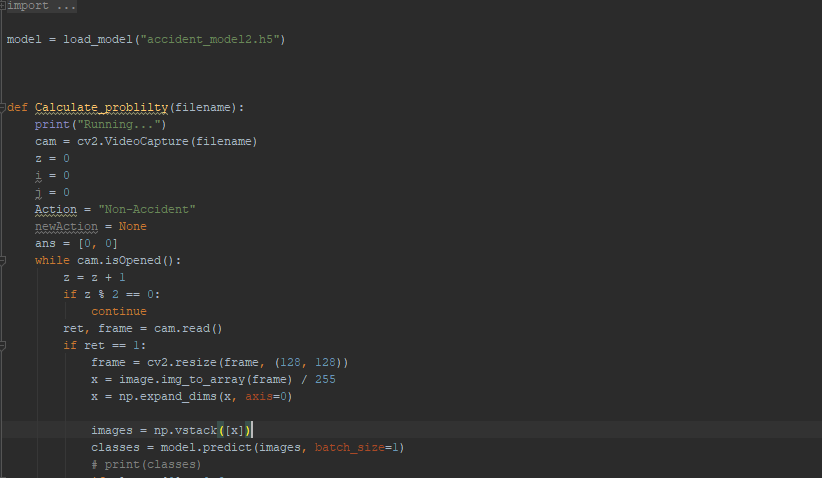 import ...
model = load_model("accident_model2.h5")
def Calculate_problilty(filename):
print("Running...")
cam = cv2.VideoCapture(filename)
z = 0
i = 0
j = 0
Action = "Non-Accident"
newAction = None
ans = [0, 0]
while cam.isOpened():
z = z + 1
if z % 2 == 0:
continue
ret, frame = cam.read()
if ret == 1:
frame = cv2.resize(frame, (128, 128))
x = image.img_to_array(frame) / 255
x = np.expand_dims(x, axis=0)
images = np.vstack([x])
classes = model.predict(images, batch_size=1)
# print(classes)